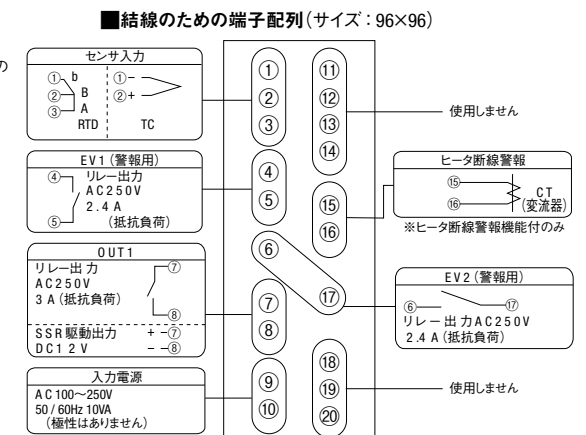 ■結線のための端子配列(サイズ：96×96)
の
センサ入力
① b
② B
③ A
RTD
①-
②+
TC
EV1 (警報用)
④ リレー出力
AC250V
2.4A
⑤ (抵抗負荷)
OUT1
リレー出力 ⑦
AC250V
3A (抵抗負荷)
⑧
SSR駆動出力 + -⑦
DC12V - -⑧
入力電源
AC100〜250V
50/60Hz 10VA
(極性はありません)
①
②
③
④
⑤
⑥
⑦
⑧
⑨
⑩
⑪
⑫
⑬
⑭
⑮
⑯
⑰
⑱
⑲
⑳
使用しません
ヒータ断線警報
⑮
⑯
CT
(変流器)
※ヒータ断線警報機能付のみ
EV2 (警報用)
⑥ ⑰
リレー出力AC250V
2.4A (抵抗負荷)
使用しません